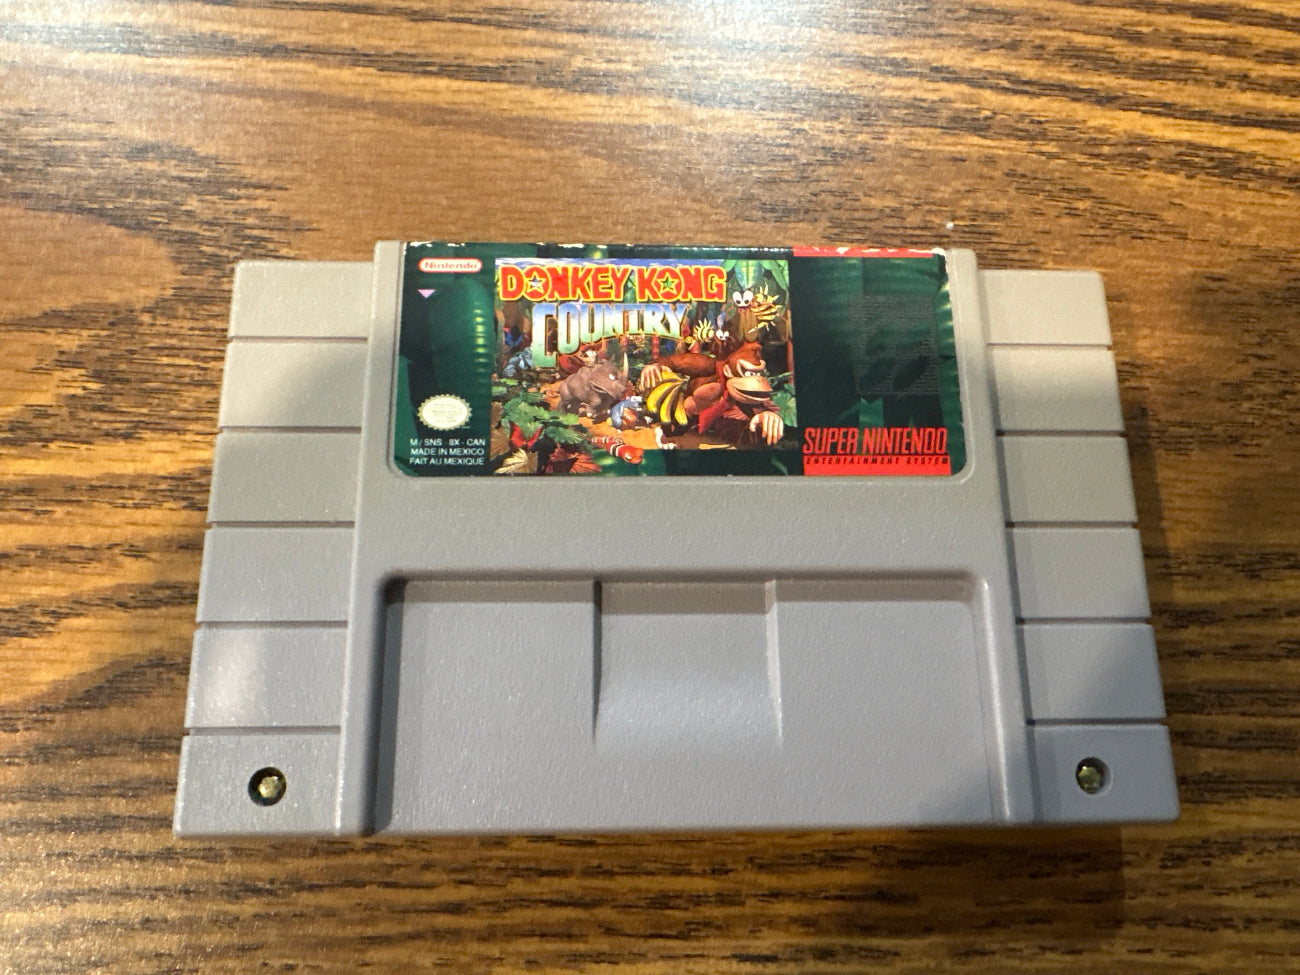 Nintendo
DONKEY KONG
COUNTRY
M/SNS - 8X - CAN
MADE IN MEXICO
FAIT AU MEXIQUE
SUPER NINTENDO
ENTERTAINMENT SYSTEM